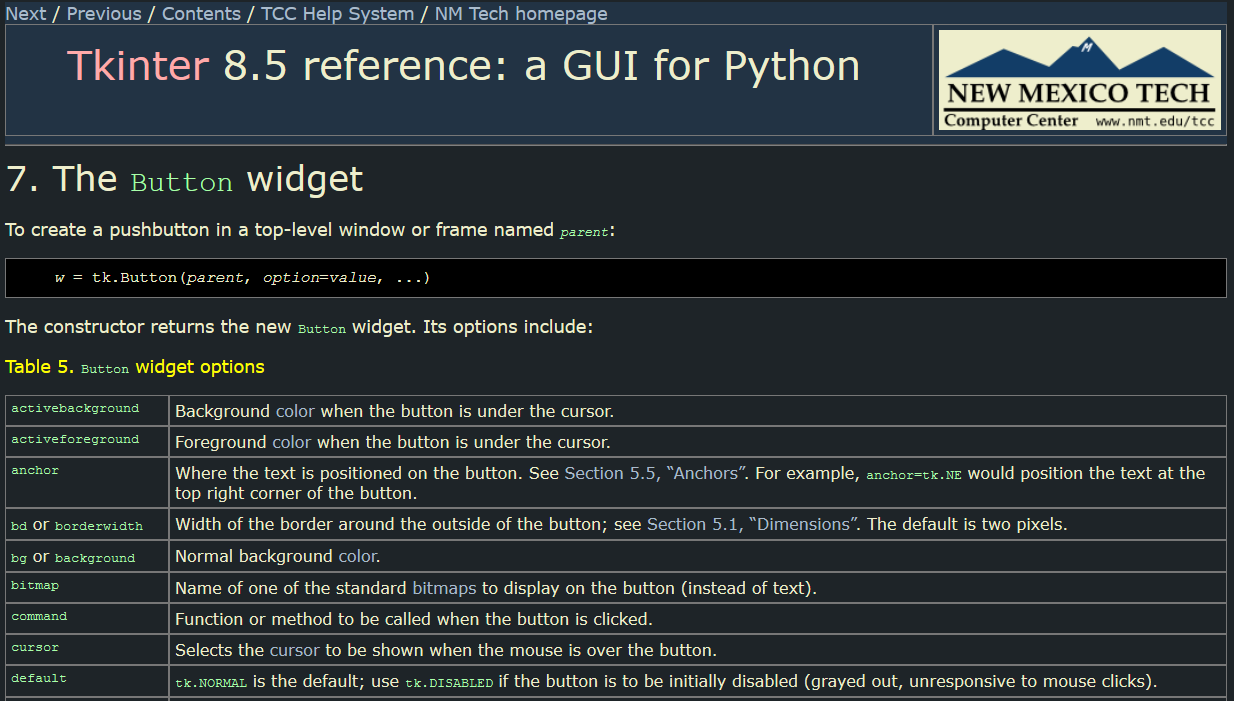 Next / Previous / Contents / TCC Help System / NM Tech homepage
Tkinter 8.5 reference: a GUI for Python
M
NEW MEXICO TECH
Computer Center www.nmt.edu/tcc
7. The Button widget
To create a pushbutton in a top-level window or frame named parent:
w = tk.Button(parent, option=value, ...)
The constructor returns the new Button widget. Its options include:
Table 5. Button widget options
activebackground Background color when the button is under the cursor.
activeforeground Foreground color when the button is under the cursor.
anchor Where the text is positioned on the button. See Section 5.5, “Anchors”. For example, anchor=tk.NE would position the text at the
top right corner of the button.
bd or borderwidth Width of the border around the outside of the button; see Section 5.1, “Dimensions”. The default is two pixels.
bg or background Normal background color.
bitmap Name of one of the standard bitmaps to display on the button (instead of text).
command Function or method to be called when the button is clicked.
cursor Selects the cursor to be shown when the mouse is over the button.
default tk.NORMAL is the default; use tk.DISABLED if the button is to be initially disabled (grayed out, unresponsive to mouse clicks).